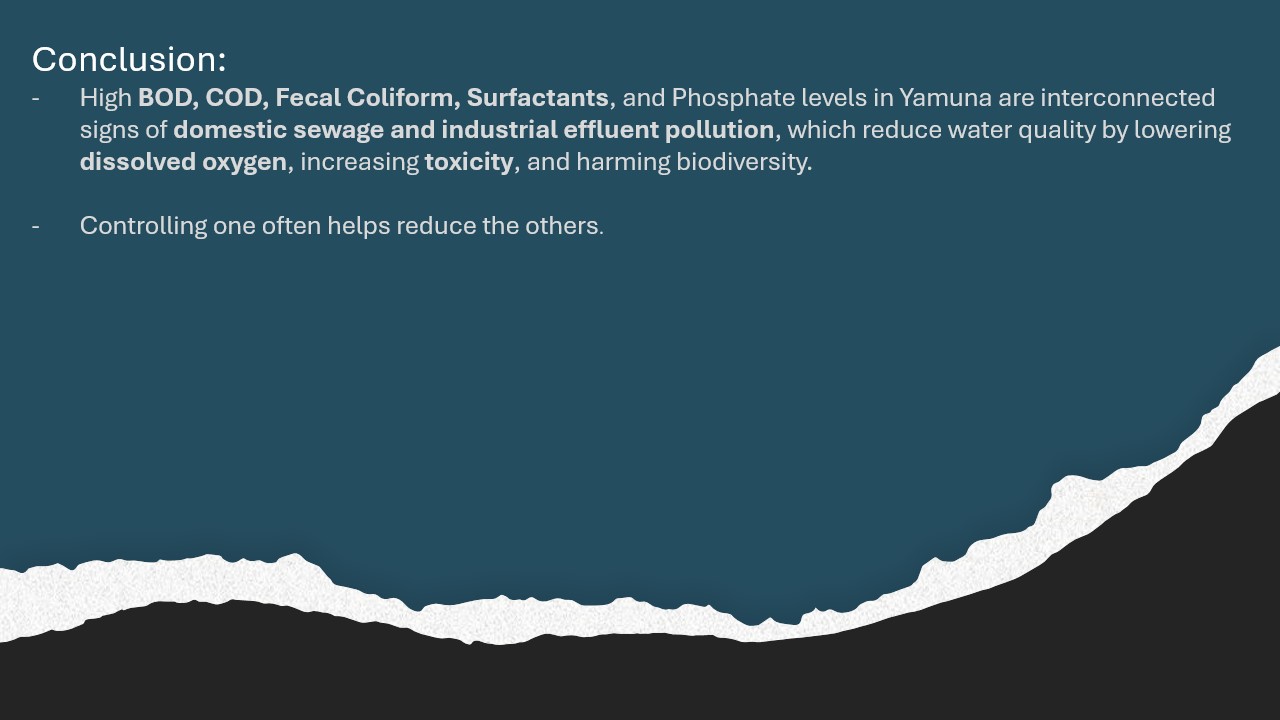 Conclusion:
- High BOD, COD, Fecal Coliform, Surfactants, and Phosphate levels in Yamuna are interconnected
signs of domestic sewage and industrial effluent pollution, which reduce water quality by lowering
dissolved oxygen, increasing toxicity, and harming biodiversity.
- Controlling one often helps reduce the others.